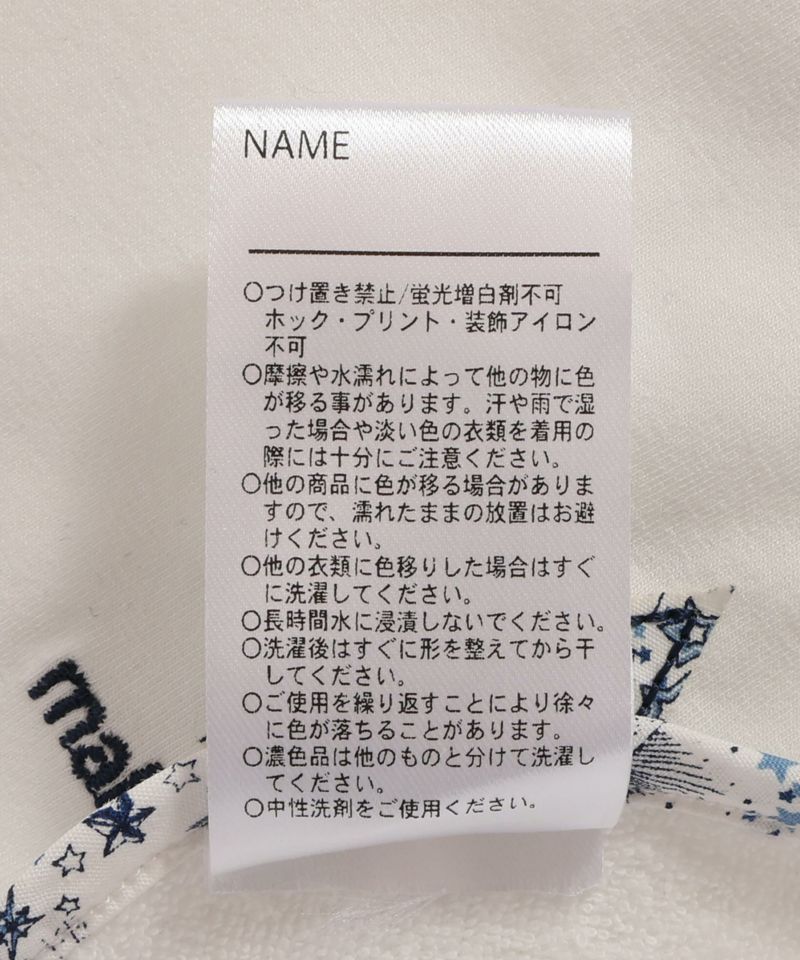 NAME
○つけ置き禁止/蛍光増白剤不可
ホック・プリント・装飾アイロン
不可
○摩擦や水濡れによって他の物に色
が移る事があります。汗や雨で湿
った場合や淡い色の衣類を着用の
際には十分にご注意ください。
○他の商品に色が移る場合がありま
すので、濡れたままの放置はお避
けください。
○他の衣類に色移りした場合はすぐ
に洗濯してください。
○長時間水に浸漬しないでください。
○洗濯後はすぐに形を整えてから干
してください。
○ご使用を繰り返すことにより徐々
に色が落ちることがあります。
○濃色品は他のものと分けて洗濯し
てください。
○中性洗剤をご使用ください。